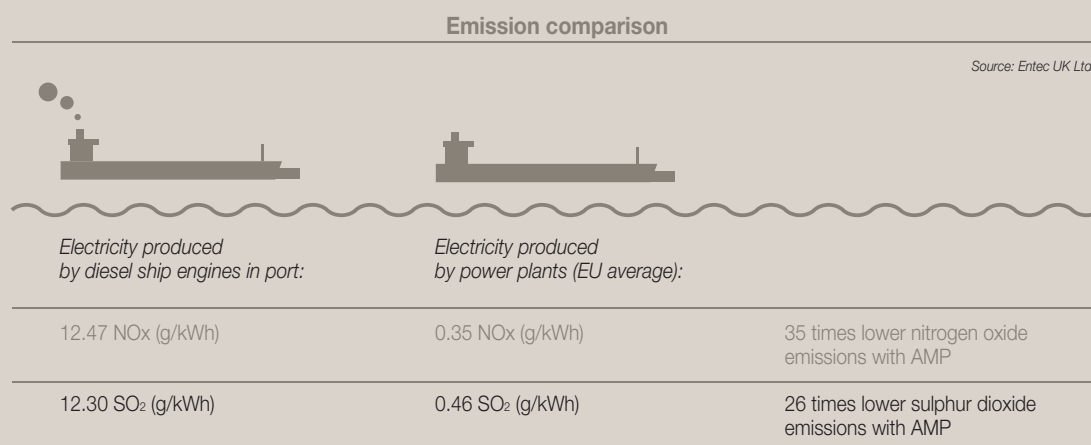 Emission comparison
Source: Entec UK Ltd
Electricity produced
by diesel ship engines in port:
Electricity produced
by power plants (EU average):
12.47 NOx (g/kWh)
0.35 NOx (g/kWh)
35 times lower nitrogen oxide
emissions with AMP
12.30 SO₂ (g/kWh)
0.46 SO₂ (g/kWh)
26 times lower sulphur dioxide
emissions with AMP